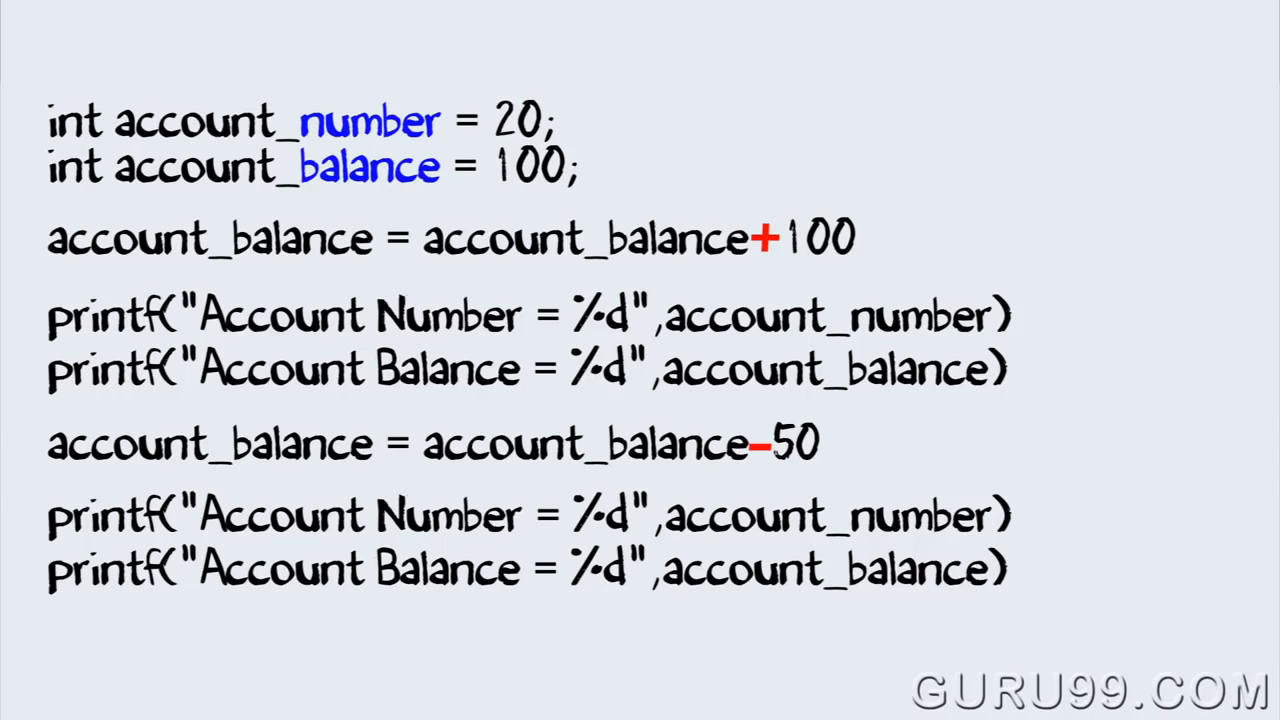 int account_number = 20;
int account_balance = 100;
account_balance = account_balance+100
printf("Account Number = %d",account_number)
printf("Account Balance = %d",account_balance)
account_balance = account_balance-50
printf("Account Number = %d",account_number)
printf("Account Balance = %d",account_balance)
GURU99.COM